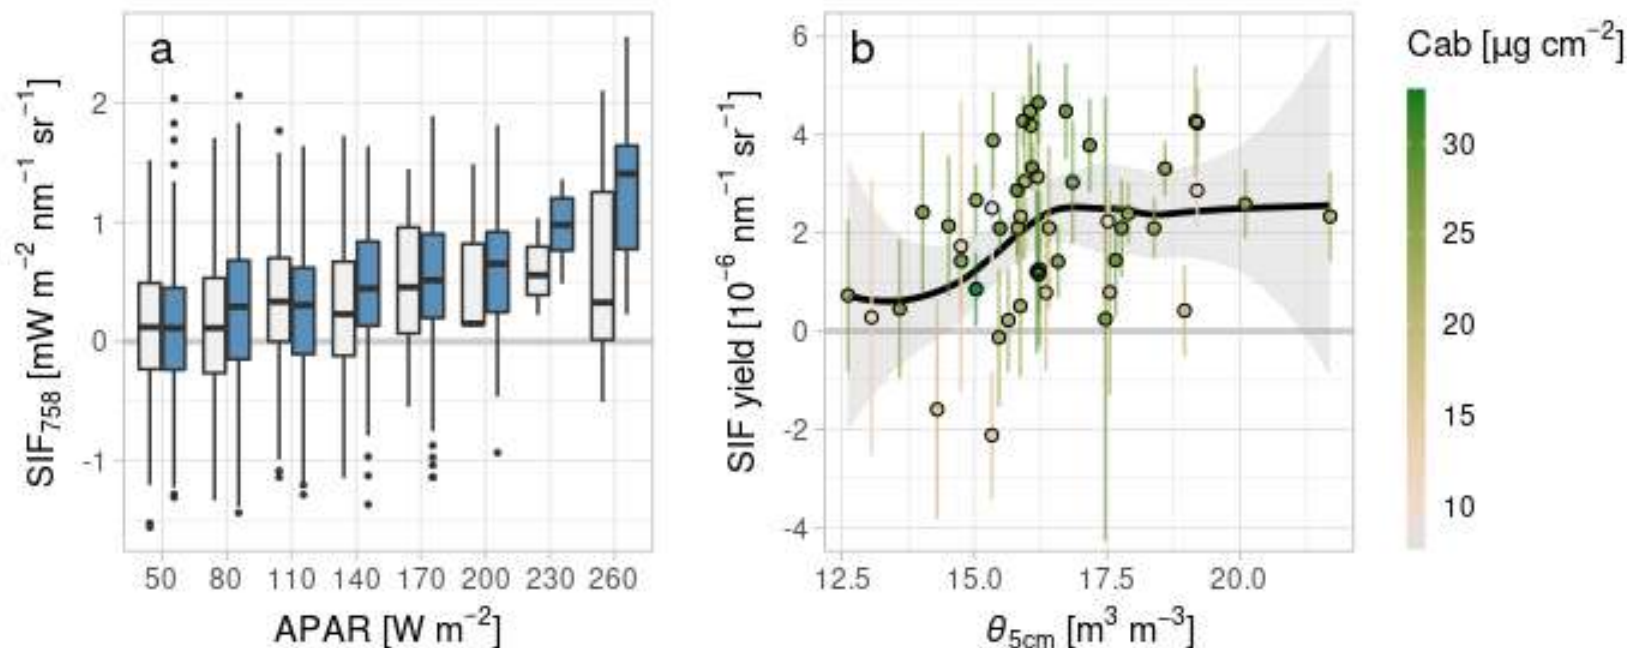 a
SIF758 [mW m−2 nm−1 sr−1]
2
1
0
-1
50 80 110 140 170 200 230 260
APAR [W m−2]
b
SIF yield [10−6 nm−1 sr−1]
6
4
2
0
-2
-4
12.5 15.0 17.5 20.0
θ5cm [m3 m−3]
Cab [µg cm−2]
30
25
20
15
10